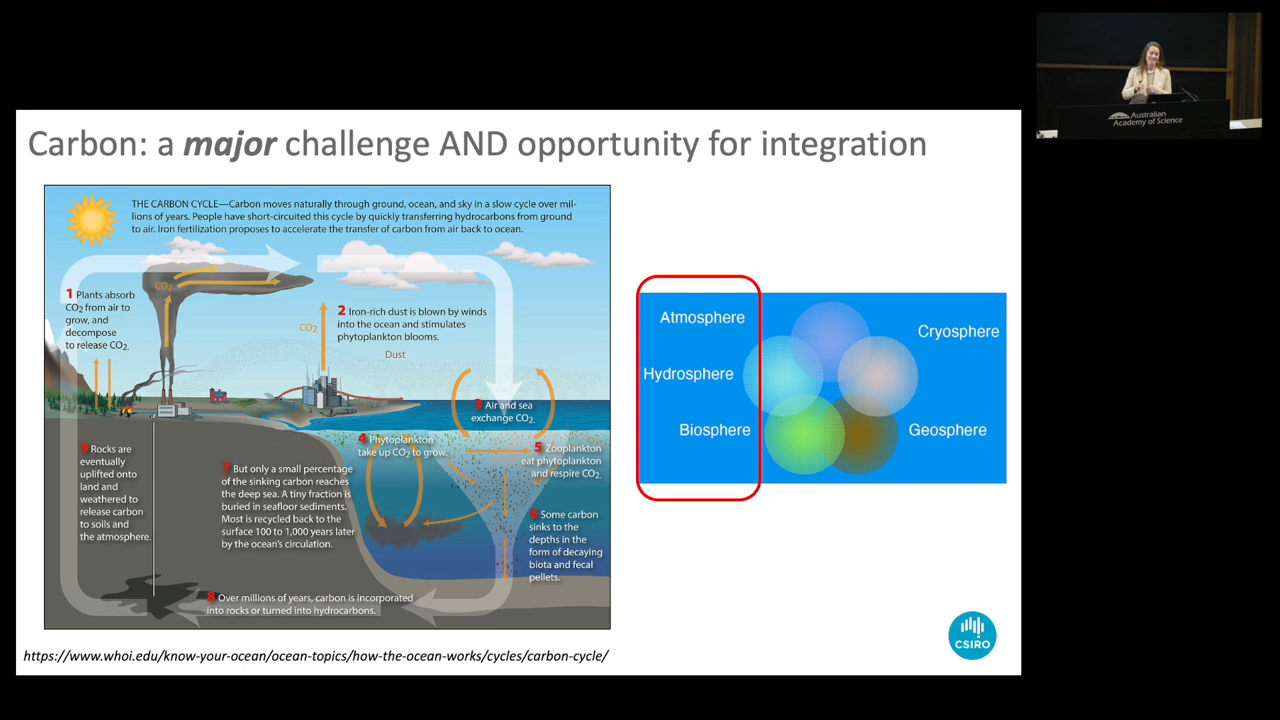 Carbon: a major challenge AND opportunity for integration
THE CARBON CYCLE—Carbon moves naturally through ground, ocean, and sky in a slow cycle over mil-
lions of years. People have short-circuited this cycle by quickly transferring hydrocarbons from ground
to air. Iron fertilization proposes to accelerate the transfer of carbon from air back to ocean.
1 Plants absorb
CO2 from air to
grow, and
decompose
to release CO2.
CO2
CO2
2 Iron-rich dust is blown by winds
into the ocean and stimulates
phytoplankton blooms.
Dust
3 Air and sea
exchange CO2.
4 Phytoplankton
take up CO2 to grow.
5 Zooplankton
eat phytoplankton
and respire CO2.
6 Some carbon
sinks to the
depths in the
form of decaying
biota and fecal
pellets.
7 But only a small percentage
of the sinking carbon reaches
the deep sea. A tiny fraction is
buried in seafloor sediments.
Most is recycled back to the
surface 100 to 1,000 years later
by the ocean's circulation.
8 Over millions of years, carbon is incorporated
into rocks or turned into hydrocarbons.
9 Rocks are
eventually
uplifted onto
land and
weathered to
release carbon
to soils and
the atmosphere.
Atmosphere
Hydrosphere
Biosphere
Cryosphere
Geosphere
CSIRO
https://www.whoi.edu/know-your-ocean/ocean-topics/how-the-ocean-works/cycles/carbon-cycle/
Australian
Academy of Science